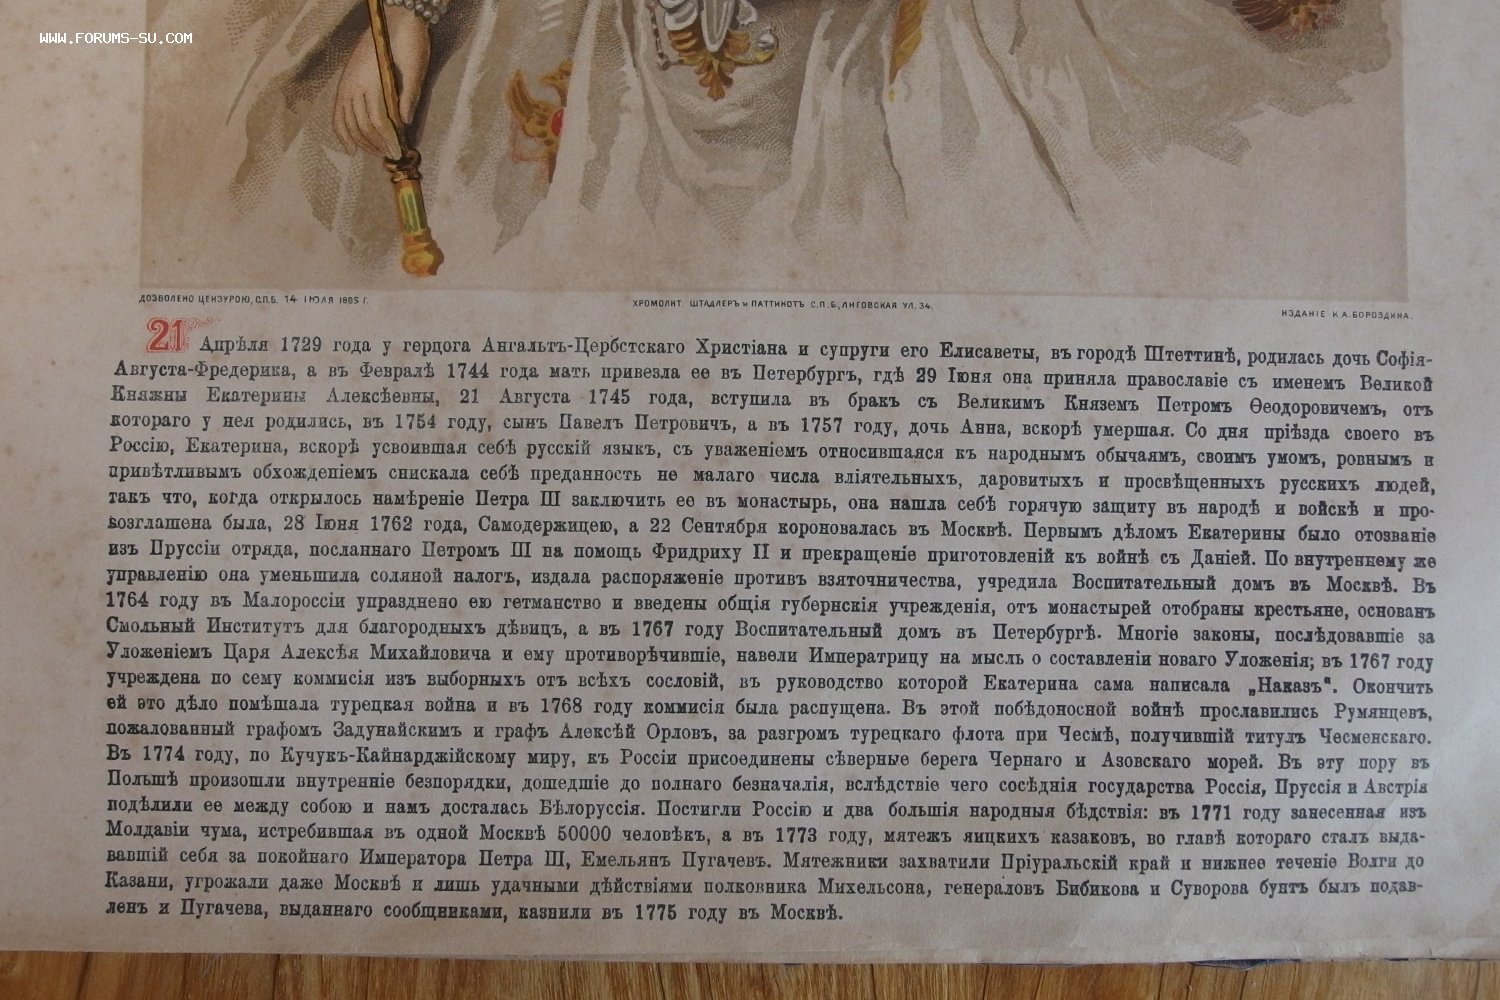 WWW.FORUMS-SU.COM
ДОЗВОЛЕНО ЦЕНЗУРОЮ, С.П.Б. 14 ІЮЛЯ 1895 Г.
ХРОМОЛИТ. ШТАДЛЕРЪ и ПАТТИНОТЪ С.П.Б., ЛИГОВСКАЯ УЛ. 34.
ИЗДАНІЕ К.А.БОРОЗДИНА.
21 Апрѣля 1729 года у герцога Ангальтъ-Цербстскаго Христіана и супруги его Елисаветы, въ городѣ Штеттинѣ, родилась дочь Софія-
Августа-Фредерика, а въ Февралѣ 1744 года мать привезла ее въ Петербургъ, гдѣ 29 Іюня она приняла православіе съ именемъ Великой
Княжны Екатерины Алексѣевны, 21 Августа 1745 года, вступила въ бракъ съ Великимъ Княземъ Петромъ Ѳеодоровичемъ, отъ
котораго у нея родились, въ 1754 году, сынъ Павелъ Петровичъ, а въ 1757 году, дочь Анна, вскорѣ умершая. Со дня пріѣзда своего въ
Россію, Екатерина, вскорѣ усвоившая себѣ русскій языкъ, съ уваженіемъ относившаяся къ народнымъ обычаямъ, своимъ умомъ, ровнымъ и
привѣтливымъ обхожденіемъ снискала себѣ преданность не малаго числа вліятельныхъ, даровитыхъ и просвѣщенныхъ русскихъ людей,
такъ что, когда открылось намѣреніе Петра III заключить ее въ монастырь, она нашла себѣ горячую защиту въ народѣ и войскѣ и про-
возглашена была, 28 Іюня 1762 года, Самодержицею, а 22 Сентября короновалась въ Москвѣ. Первымъ дѣломъ Екатерины было отозваніе
изъ Пруссіи отряда, посланнаго Петромъ III на помощь Фридриху II и прекращеніе приготовленій къ войнѣ съ Даніей. По внутреннему же
управленію она уменьшила соляной налогъ, издала распоряженіе противъ взяточничества, учредила Воспитательный домъ въ Москвѣ. Въ
1764 году въ Малороссіи упразднено ею гетманство и введены общія губернскія учрежденія, отъ монастырей отобраны крестьяне, основанъ
Смольный Институтъ для благородныхъ дѣвицъ, а въ 1767 году Воспитательный домъ въ Петербургѣ. Многіе законы, послѣдовавшіе за
Уложеніемъ Царя Алексѣя Михайловича и ему противорѣчившіе, навели Императрицу на мысль о составленіи новаго Уложенія; въ 1767 году
учреждена по сему коммисія изъ выборныхъ отъ всѣхъ сословій, въ руководство которой Екатерина сама написала „Наказъ". Окончить
ей это дѣло помѣшала турецкая война и въ 1768 году коммисія была распущена. Въ этой побѣдоносной войнѣ прославились Румянцевъ,
пожалованный графомъ Задунайскимъ и графъ Алексѣй Орловъ, за разгромъ турецкаго флота при Чесмѣ, получившій титулъ Чесменскаго.
Въ 1774 году, по Кучукъ-Кайнарджійскому миру, къ Россіи присоединены сѣверные берега Чернаго и Азовскаго морей. Въ эту пору въ
Польшѣ произошли внутренніе безпорядки, дошедшіе до полнаго безначалія, вслѣдствіе чего сосѣднія государства Россія, Пруссія и Австрія
подѣлили ее между собою и намъ досталась Бѣлоруссія. Постигли Россію и два большія народныя бѣдствія: въ 1771 году занесенная изъ
Молдавіи чума, истребившая въ одной Москвѣ 50000 человѣкъ, а въ 1773 году, мятежъ яицкихъ казаковъ, во главѣ котораго сталъ выда-
вавшій себя за покойнаго Императора Петра III, Емельянъ Пугачевъ. Мятежники захватили Пріуральскій край и нижнее теченіе Волги до
Казани, угрожали даже Москвѣ и лишь удачными дѣйствіями полковника Михельсона, генераловъ Бибикова и Суворова бунтъ былъ подав-
ленъ и Пугачева, выданнаго сообщниками, казнили въ 1775 году въ Москвѣ.